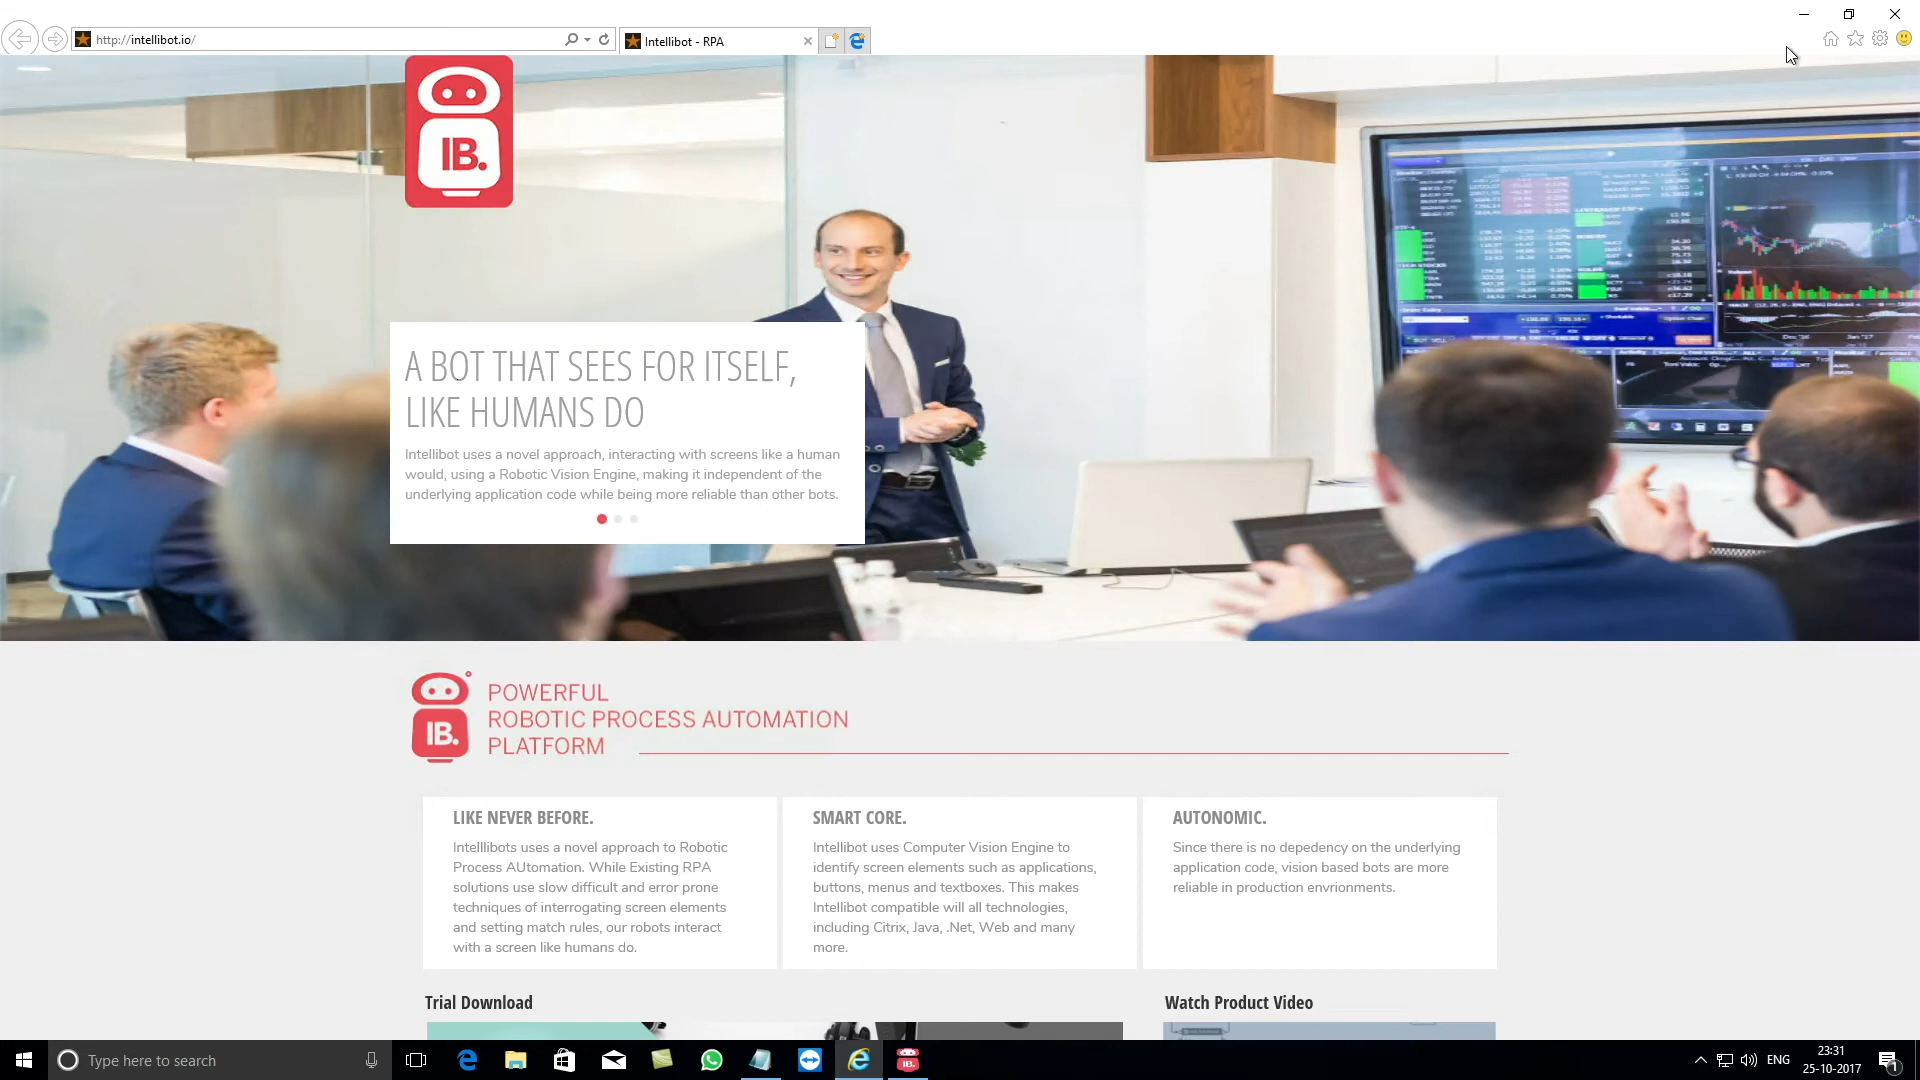 http://intellibot.io/
Intellibot - RPA
IB.
A BOT THAT SEES FOR ITSELF,
LIKE HUMANS DO
Intellibot uses a novel approach, interacting with screens like a human
would, using a Robotic Vision Engine, making it independent of the
underlying application code while being more reliable than other bots.
IB.
POWERFUL
ROBOTIC PROCESS AUTOMATION
PLATFORM
LIKE NEVER BEFORE.
Intelllibots uses a novel approach to Robotic
Process AUtomation. While Existing RPA
solutions use slow difficult and error prone
techniques of interrogating screen elements
and setting match rules, our robots interact
with a screen like humans do.
SMART CORE.
Intellibot uses Computer Vision Engine to
identify screen elements such as applications,
buttons, menus and textboxes. This makes
Intellibot compatible will all technologies,
including Citrix, Java, .Net, Web and many
more.
AUTONOMIC.
Since there is no depedency on the underlying
application code, vision based bots are more
reliable in production envrionments.
Trial Download
Watch Product Video
Type here to search
IB.
ENG
23:31
25-10-2017
1